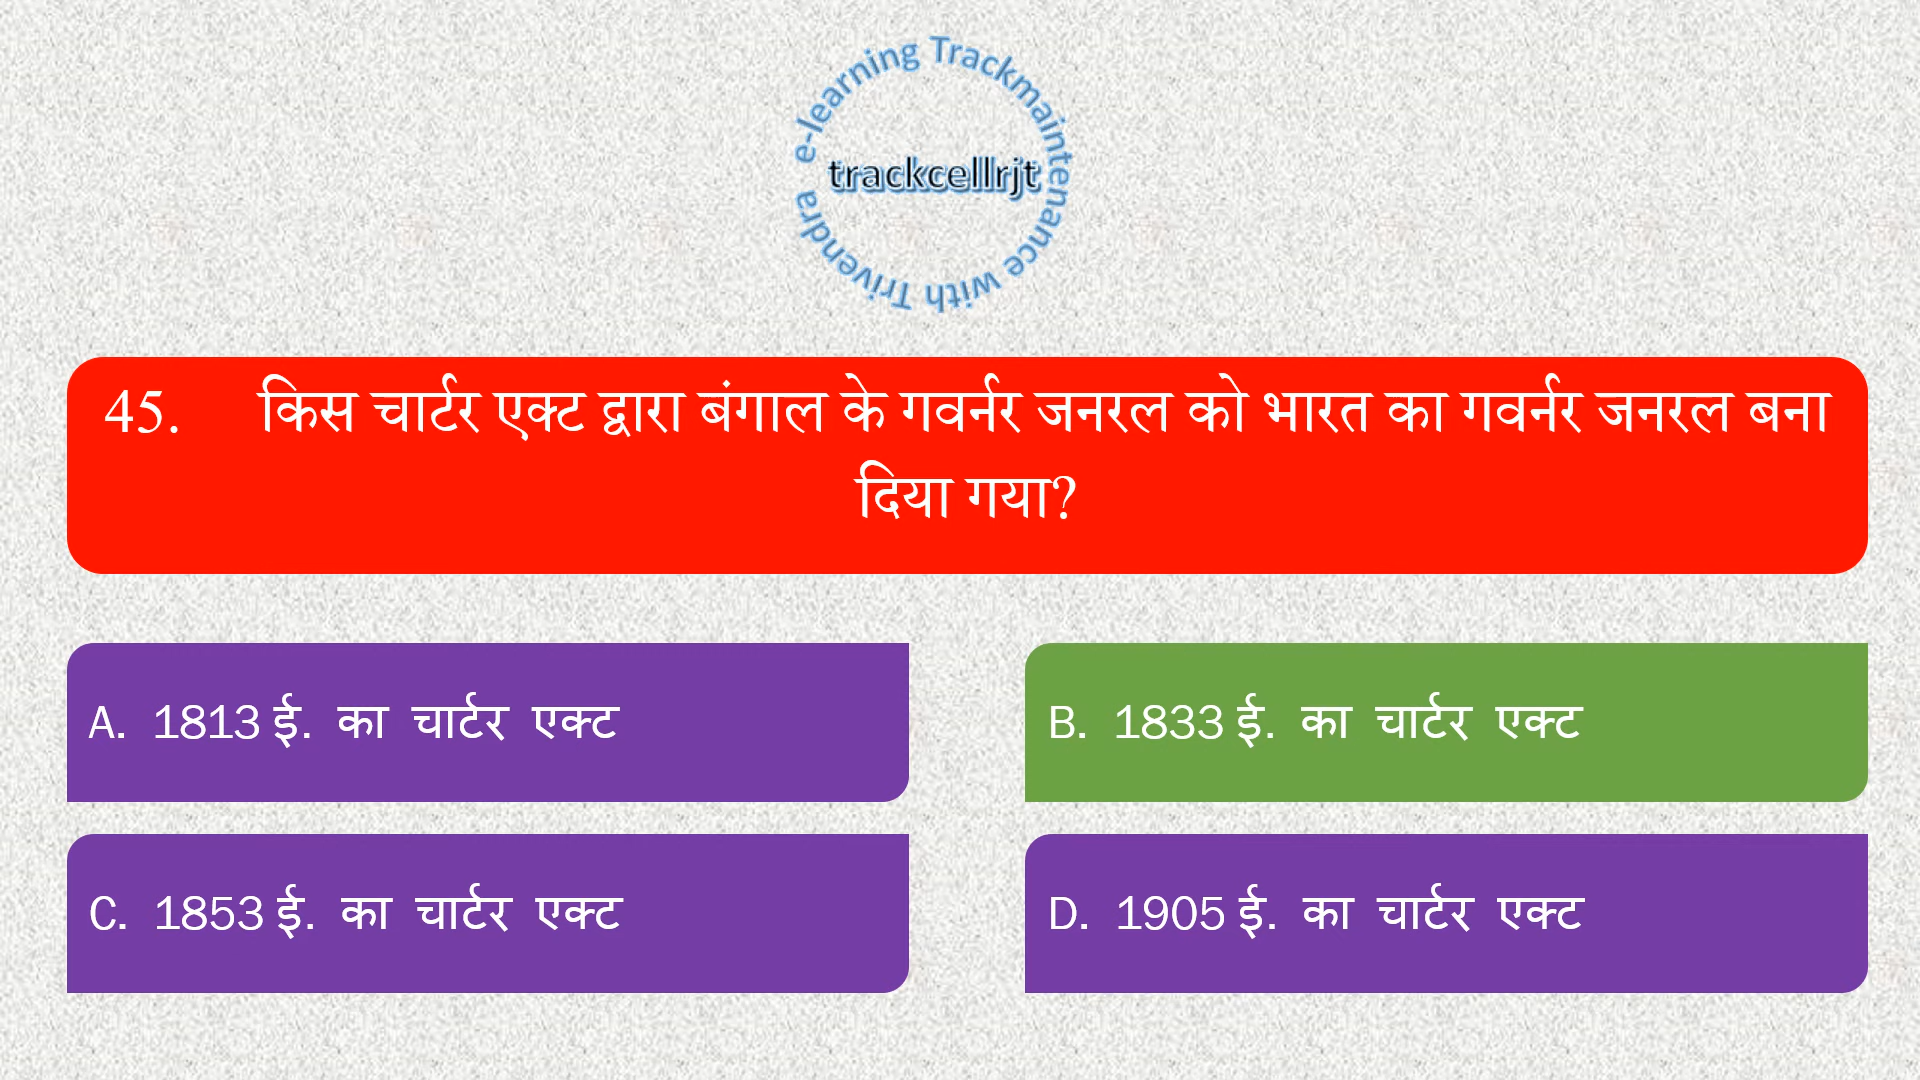 e-learning Trackmaintenance with Trivendra
trackcellrjt
45. किस चार्टर एक्ट द्वारा बंगाल के गवर्नर जनरल को भारत का गवर्नर जनरल बना
दिया गया?
A. 1813 ई. का चार्टर एक्ट
B. 1833 ई. का चार्टर एक्ट
C. 1853 ई. का चार्टर एक्ट
D. 1905 ई. का चार्टर एक्ट